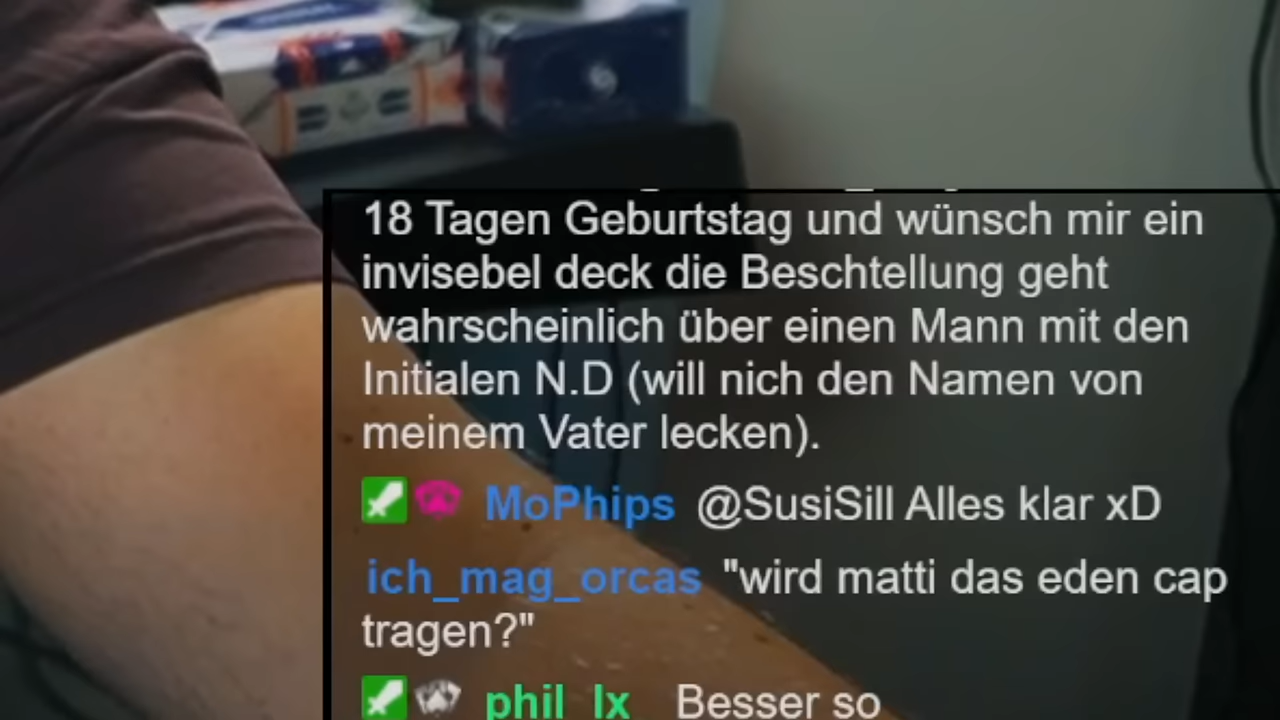 18 Tagen Geburtstag und wünsch mir ein
invisebel deck die Beschtellung geht
wahrscheinlich über einen Mann mit den
Initialen N.D (will nich den Namen von
meinem Vater lecken).
MoPhips @SusiSill Alles klar xD
ich_mag_orcas "wird matti das eden cap
tragen?"
phil_lx Besser so